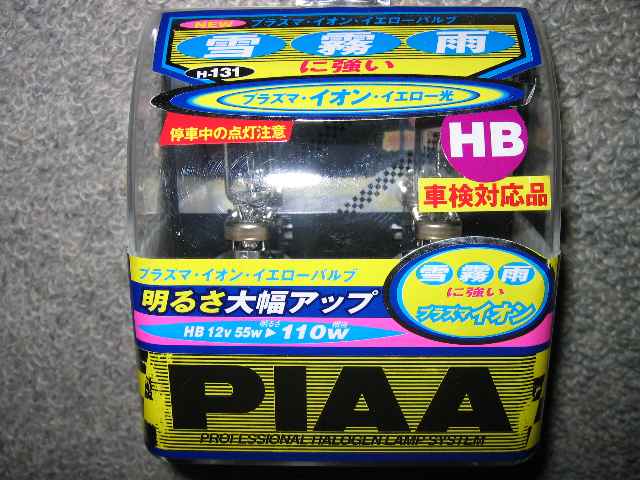 NEW プラズマ・イオン・イエローバルブ
雪 霧 雨
に強い
H-131
プラズマ・イオン・イエロー光
停車中の点灯注意
HB
車検対応品
プラズマ・イオン・イエローバルブ
明るさ大幅アップ
明るさ
HB 12v 55w ▶ 110w
雪 霧 雨
に強い
プラズマイオン
PIAA
PROFESSIONAL HALOGEN LAMP SYSTEM